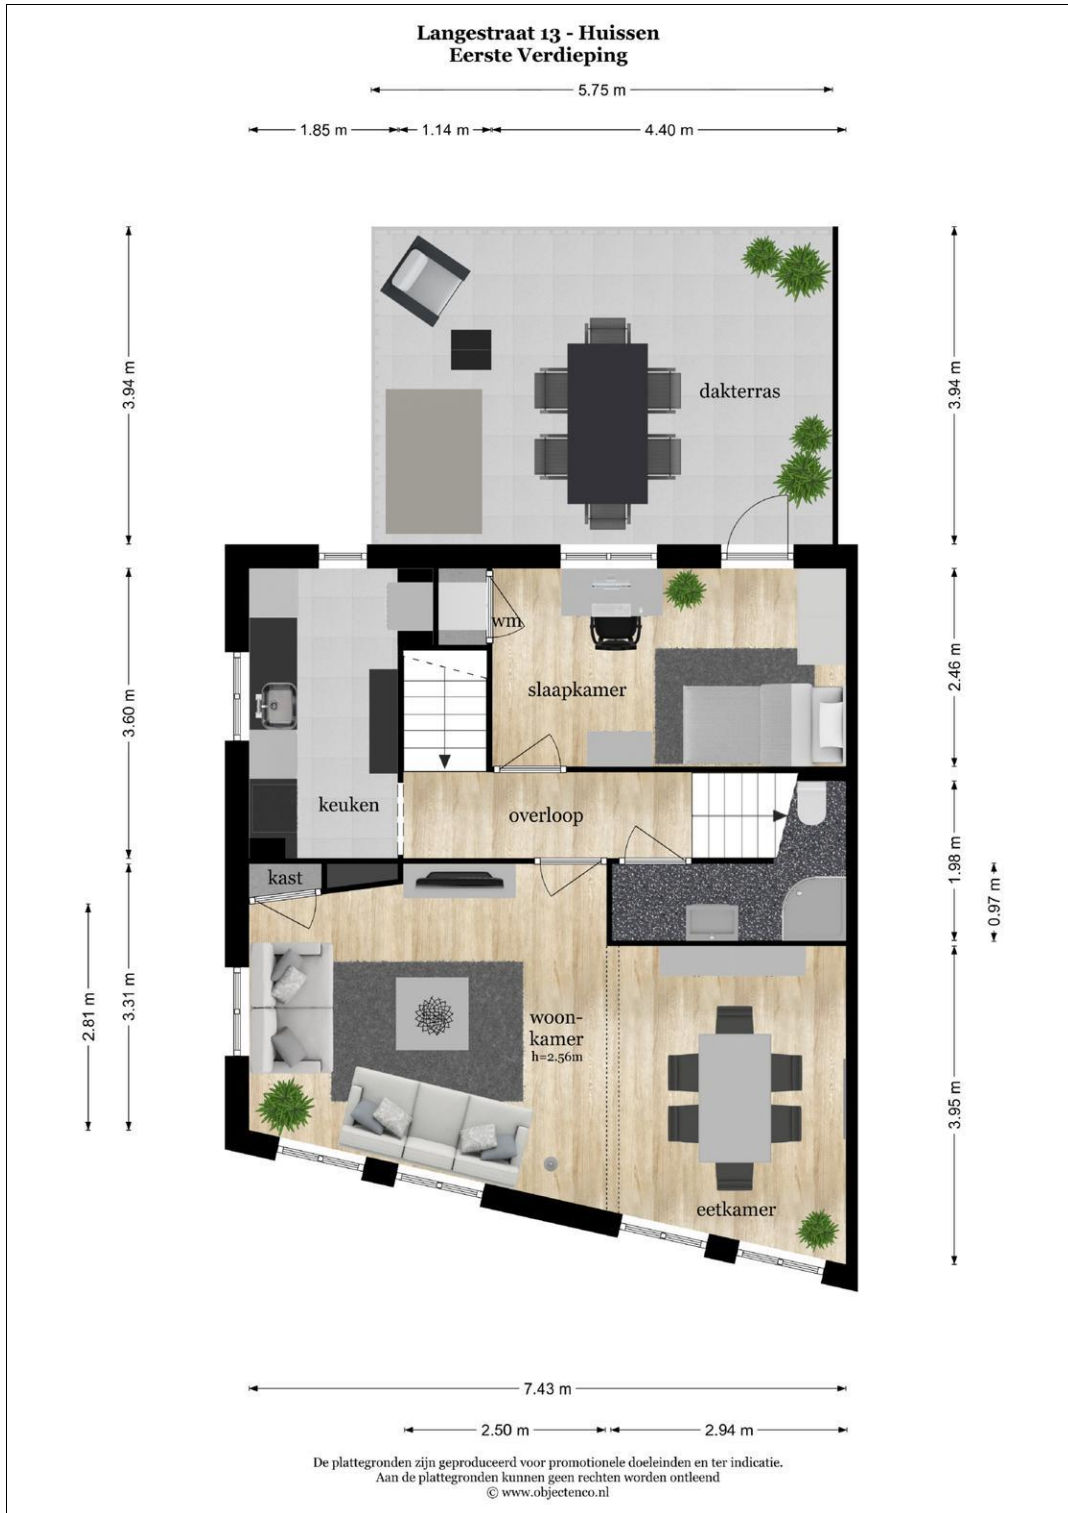 Langestraat 13 - Huissen
Eerste Verdieping
5.75 m
1.85 m
1.14 m
4.40 m
3.94 m
3.94 m
dakterras
wm
slaapkamer
2.46 m
3.60 m
keuken
overloop
1.98 m
0.97 m
kast
2.81 m
3.31 m
woon-
kamer
h=2.56m
3.95 m
eetkamer
7.43 m
2.50 m
2.94 m
De plattegronden zijn geproduceerd voor promotionele doeleinden en ter indicatie.
Aan de plattegronden kunnen geen rechten worden ontleend
© www.objectenco.nl